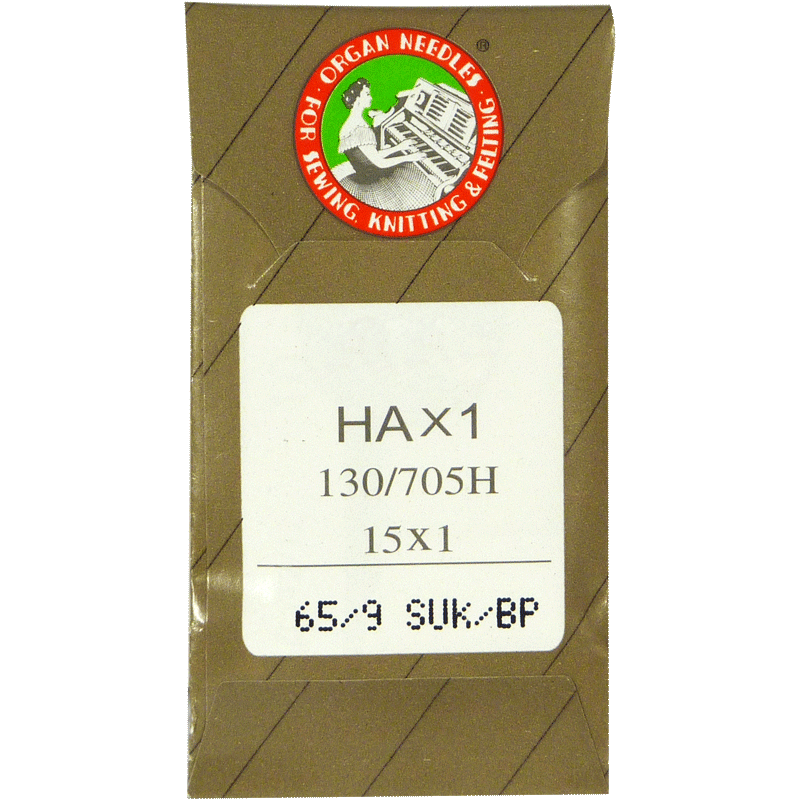 ORGAN NEEDLES ®
· FOR SEWING, KNITTING & FELTING ·
HA x 1
130/705H
15x1
65/9 SUK/BP